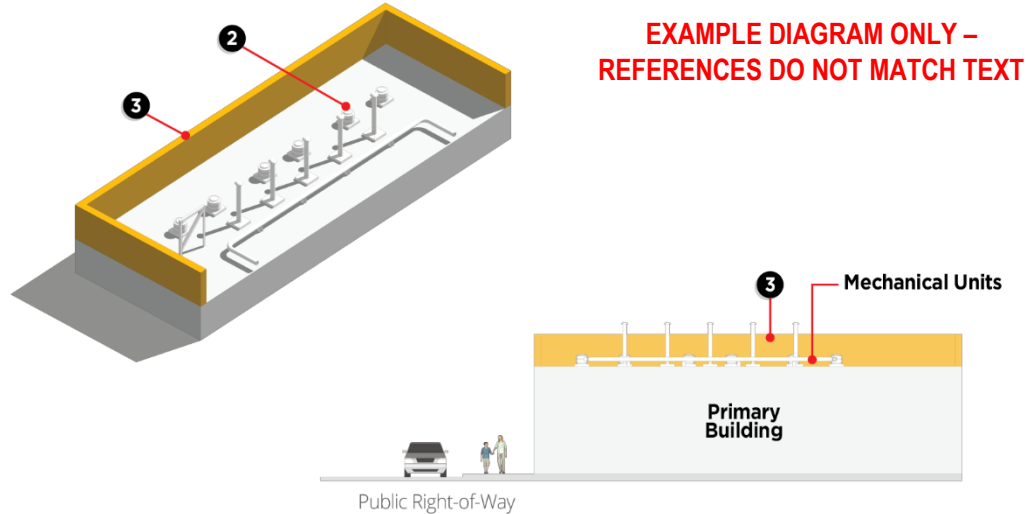 2
EXAMPLE DIAGRAM ONLY –
REFERENCES DO NOT MATCH TEXT
3
3
Mechanical Units
Primary
Building
Public Right-of-Way